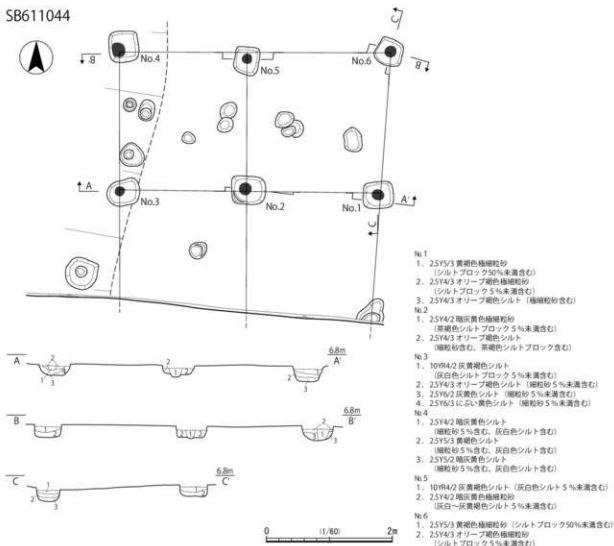 SB611044
C
B'
No.4
No.5
No.6
B
A
A'
No.3
No.2
No.1
C
№1
1. 2.5Y5/3 黄褐色極細粒砂
(シルトブロック50%未満含む)
2. 2.5Y4/3 オリーブ褐色極細粒砂
(シルトブロック5%未満含む)
3. 2.5Y4/3 オリーブ褐色シルト (極細粒砂含む)
№2
1. 2.5Y4/2 暗灰黄色極細粒砂
(茶褐色シルトブロック5%未満含む)
2. 2.5Y4/3 オリーブ褐色シルト
(細粒砂含む、茶褐色シルトブロック含む)
№3
1. 10YR4/2 灰黄褐色シルト
(灰白色シルトブロック5%未満含む)
2. 2.5Y4/3 オリーブ褐色シルト (細粒砂5%未満含む)
3. 2.5Y6/2 灰黄色シルト (細粒砂5%未満含む)
4. 2.5Y6/3 にぶい黄色シルト (細粒砂5%未満含む)
№4
1. 2.5Y4/2 暗灰黄色シルト
(細粒砂5%含む、灰白色シルト含む)
2. 2.5Y5/3 黄褐色シルト
(細粒砂5%含む、灰白色シルト含む)
3. 2.5Y5/2 暗灰黄色シルト
(細粒砂5%含む、灰白色シルト含む)
№5
1. 10YR4/2 灰黄褐色シルト (灰白色シルト5%未満含む)
2. 2.5Y4/2 暗灰黄色極細粒砂
(灰白~灰黄褐色シルト5%未満含む)
№6
1. 2.5Y5/3 黄褐色極細粒砂 (シルトブロック50%未満含む)
2. 2.5Y4/3 オリーブ褐色極細粒砂
(シルトブロック5%未満含む)
A 6.8m A'
B 6.8m B'
C 6.8m C'
0 (1/60) 2m